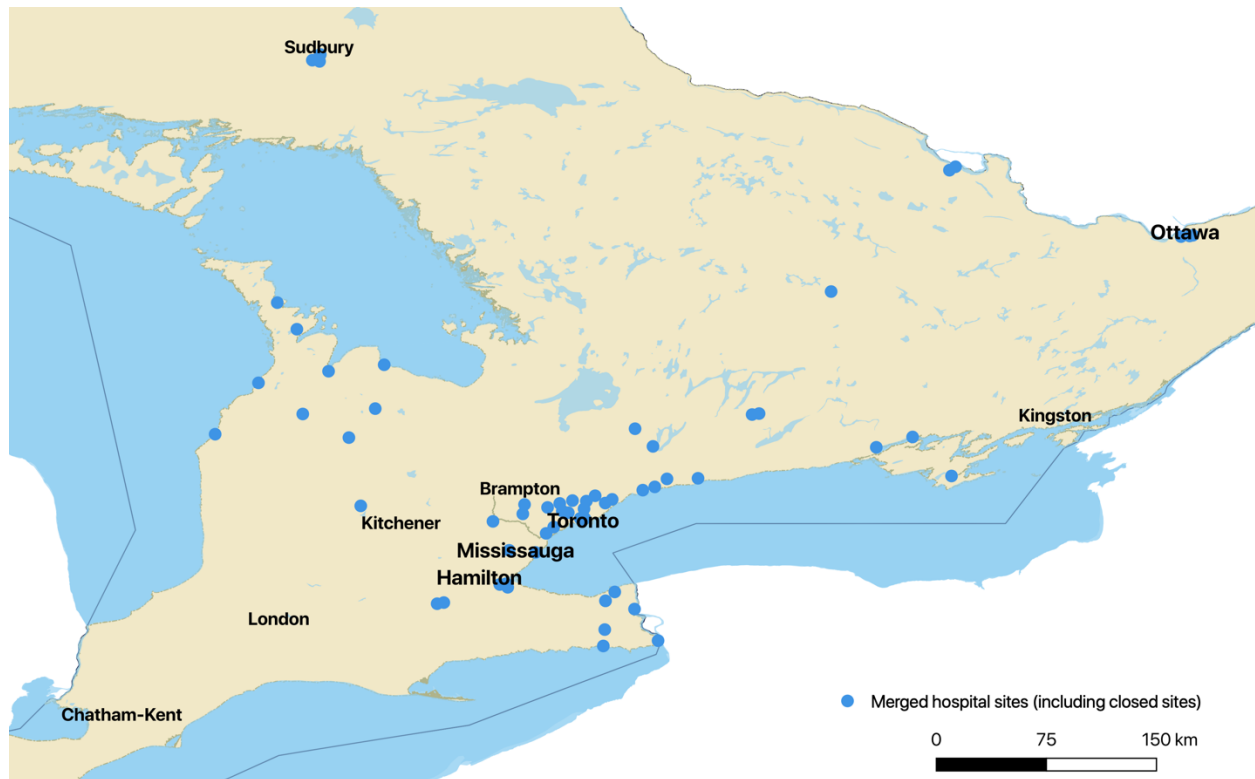 Sudbury
Ottawa
Kingston
Brampton
Kitchener
Toronto
Mississauga
Hamilton
London
Chatham-Kent
Merged hospital sites (including closed sites)
0 75 150 km